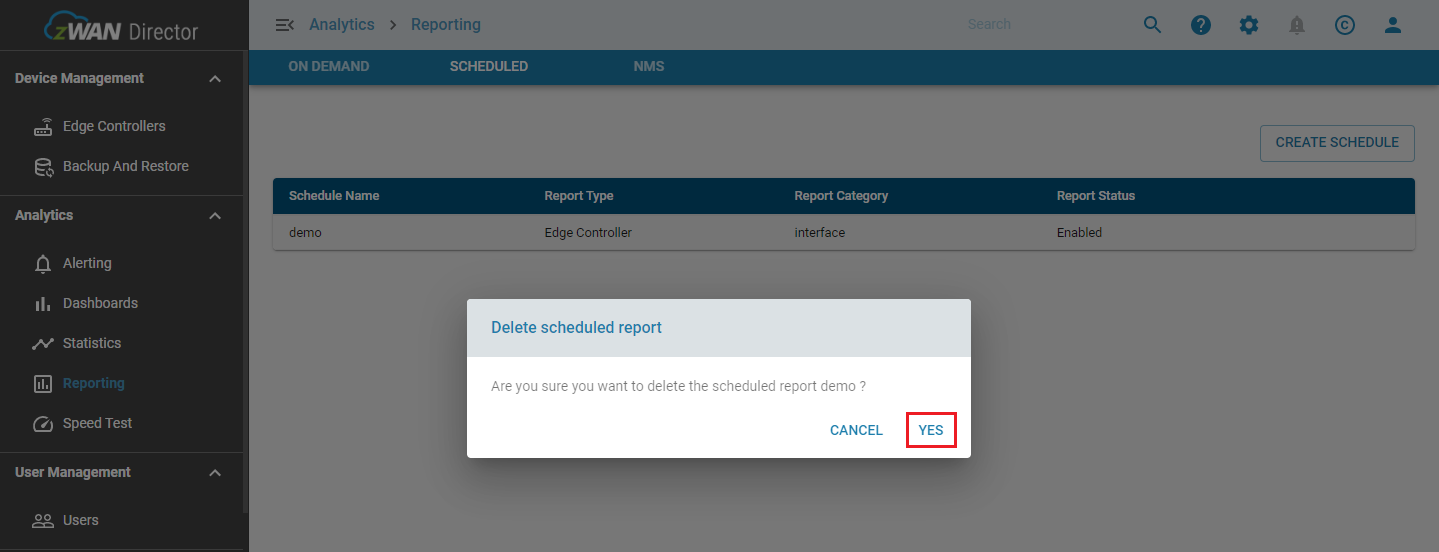 zWAN Director
Analytics > Reporting
Search
ON DEMAND SCHEDULED NMS
Device Management
Edge Controllers
Backup And Restore
Analytics
Alerting
Dashboards
Statistics
Reporting
Speed Test
User Management
Users
CREATE SCHEDULE
Schedule Name Report Type Report Category Report Status
demo Edge Controller interface Enabled
Delete scheduled report
Are you sure you want to delete the scheduled report demo ?
CANCEL YES